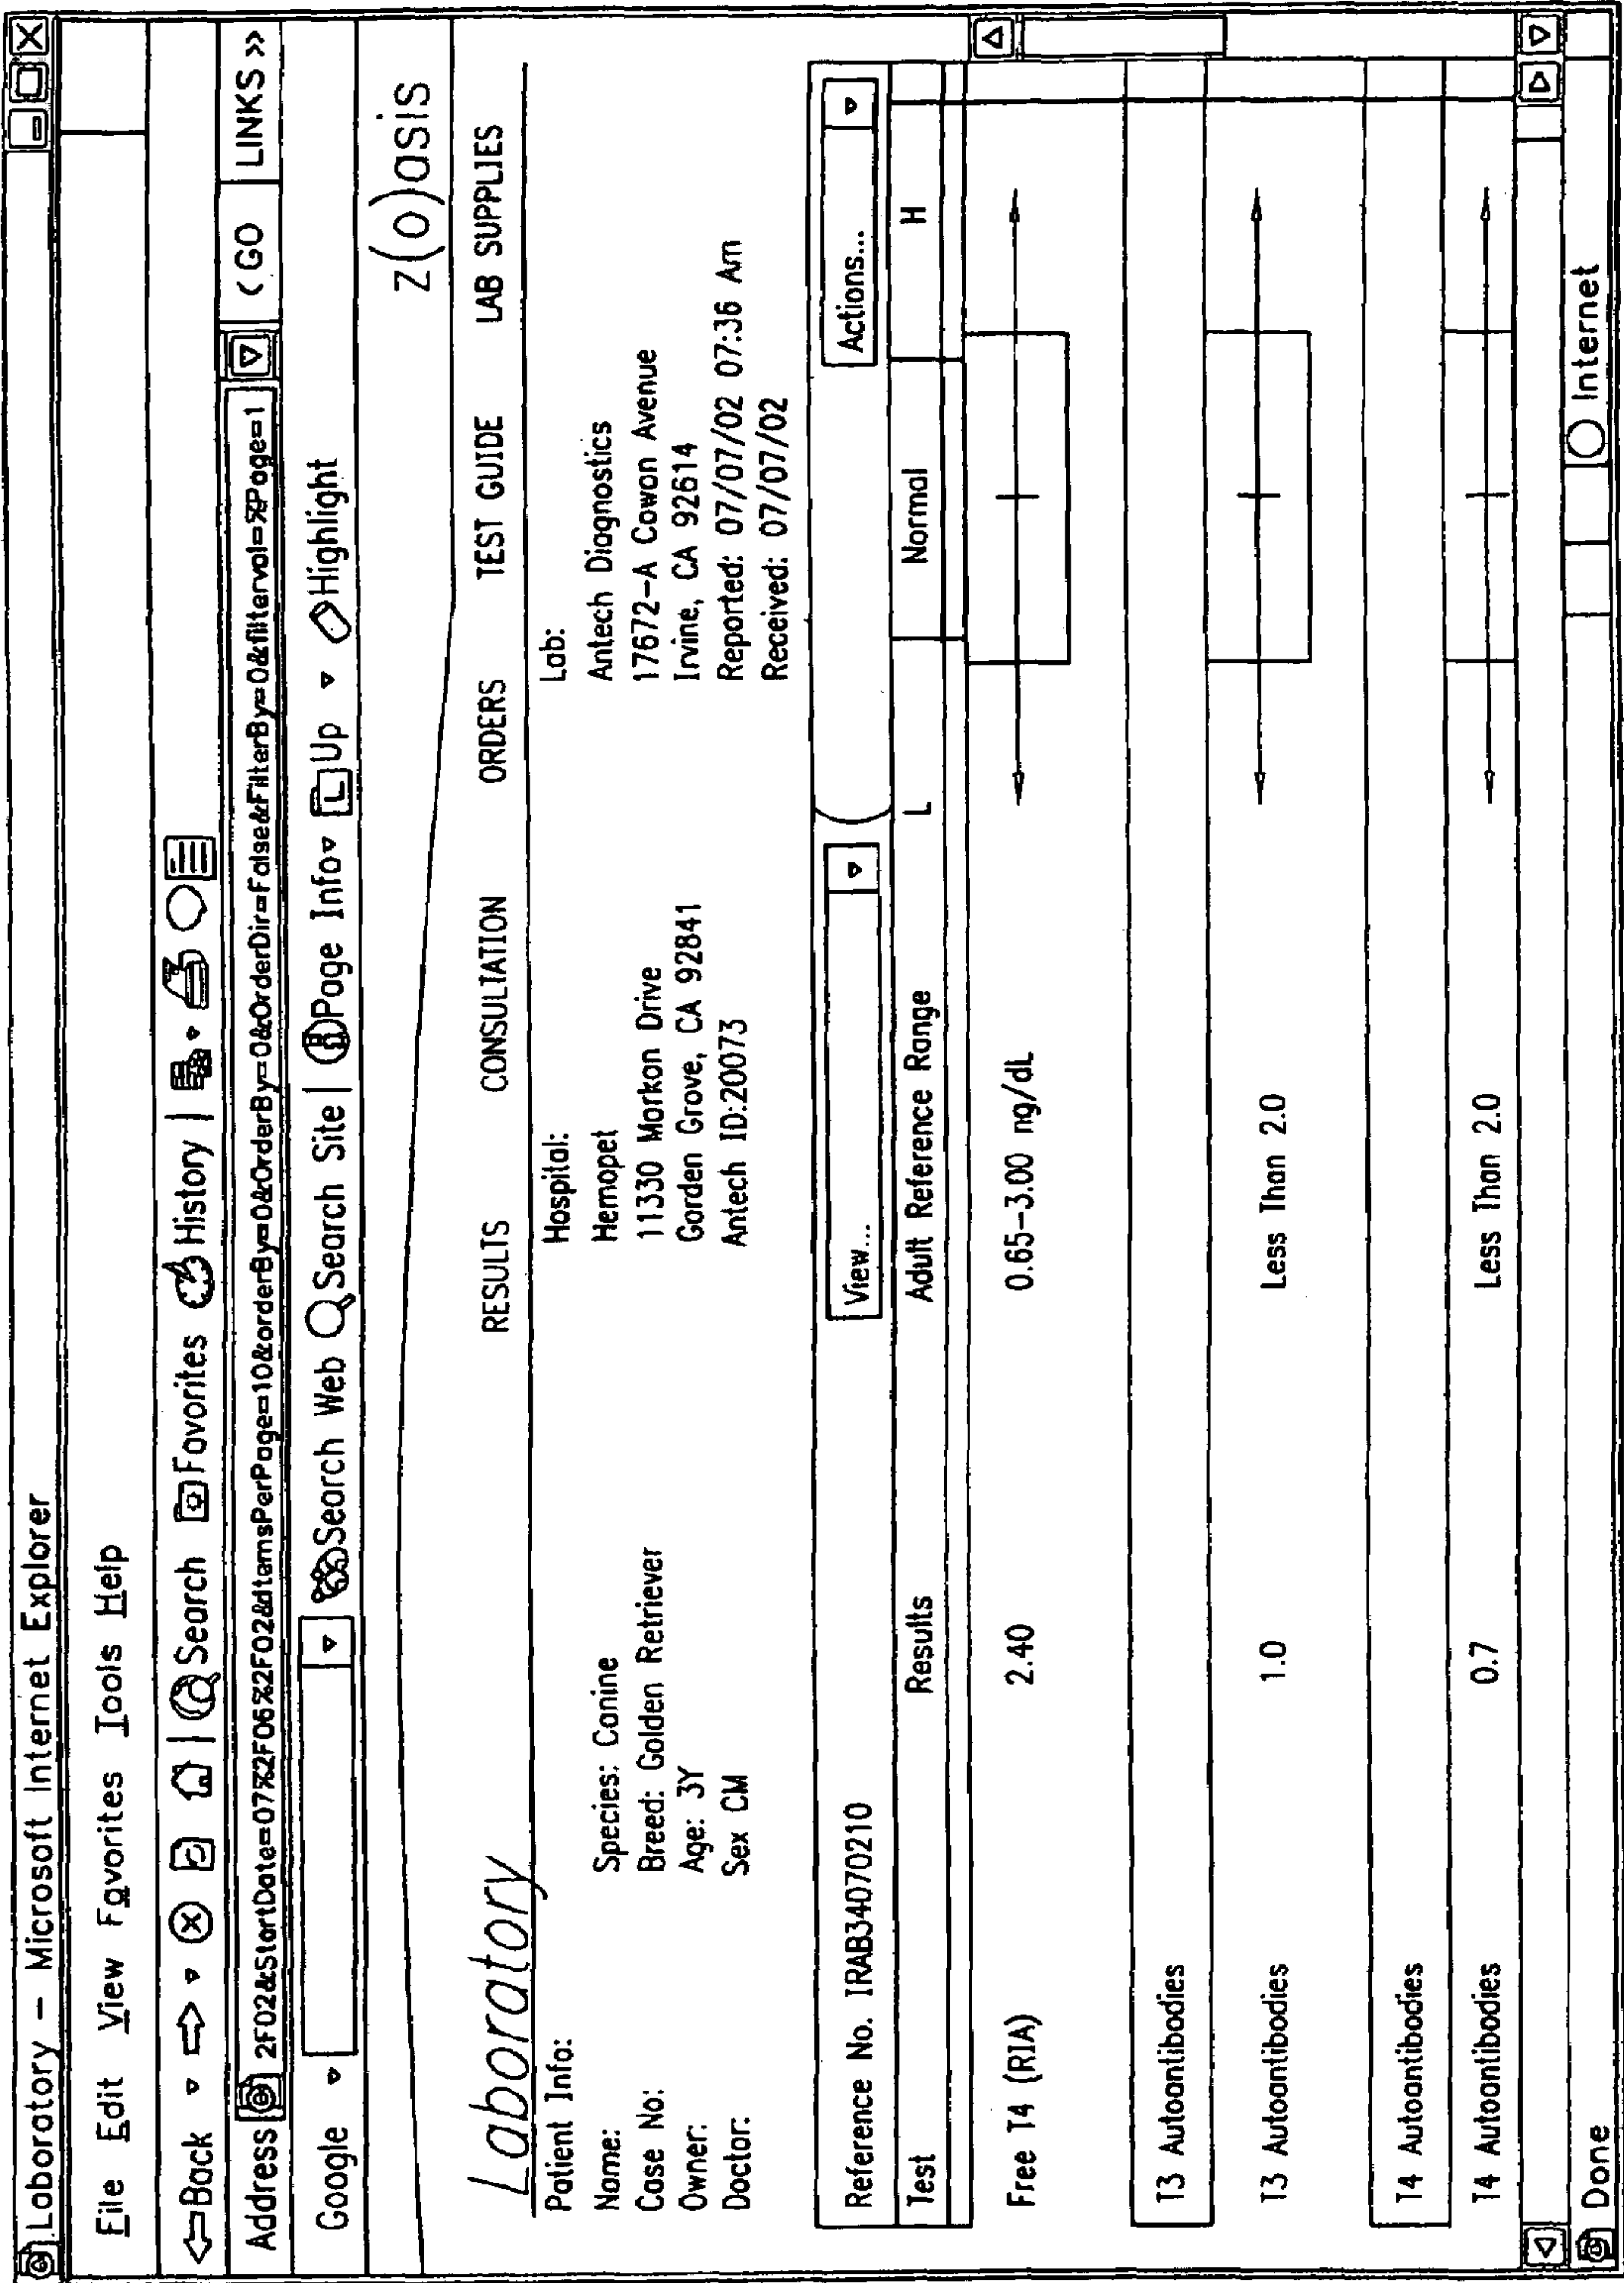 Laboratory – Microsoft Internet Explorer
File Edit View Favorites Tools Help
Back Search Favorites History
Address 2F02&StartDate=07%2F06%2F02&dtemsPerPage=10&orderBy=0&OrderBy=0&OrderDir=False&FilterBy=0&filterval=%Page=1 GO LINKS »
Google Search Web Search Site | Page Info Up Highlight
z(o)asis
Laboratory RESULTS CONSULTATION ORDERS TEST GUIDE LAB SUPPLIES
Patient Info: Hospital: Lab:
Name: Species: Canine Hemopet Antech Diagnostics
Case No: Breed: Golden Retriever 11330 Markon Drive 17672-A Cowan Avenue
Owner: Age: 3Y Garden Grove, CA 92841 Irvine, CA 92614
Doctor: Sex CM Antech ID:20073 Reported: 07/07/02 07:36 Am
Received: 07/07/02
Reference No. IRAB34070210 View... Actions...
Test Results Adult Reference Range L Normal H
Free T4 (RIA) 2.40 0.65-3.00 ng/dL
T3 Autoantibodies
T3 Autoantibodies 1.0 Less Than 2.0
T4 Autoantibodies
T4 Autoantibodies 0.7 Less Than 2.0
Done Internet